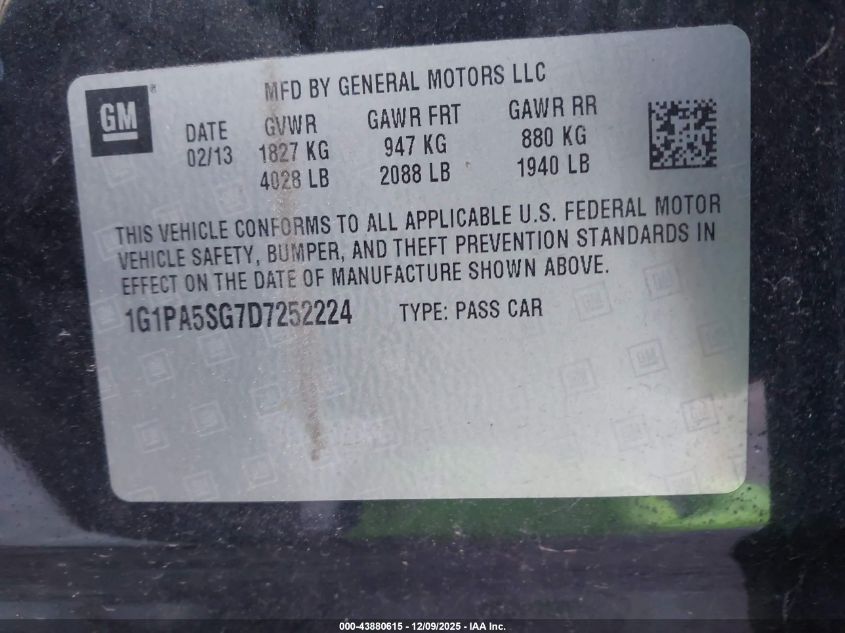 MFD BY GENERAL MOTORS LLC
GM®
DATE GVWR GAWR FRT GAWR RR
02/13 1827 KG 947 KG 880 KG
4028 LB 2088 LB 1940 LB
THIS VEHICLE CONFORMS TO ALL APPLICABLE U.S. FEDERAL MOTOR
VEHICLE SAFETY, BUMPER, AND THEFT PREVENTION STANDARDS IN
EFFECT ON THE DATE OF MANUFACTURE SHOWN ABOVE.
1G1PA5SG7D7252224 TYPE: PASS CAR
000-43880615 - 12/09/2025 - IAA Inc.